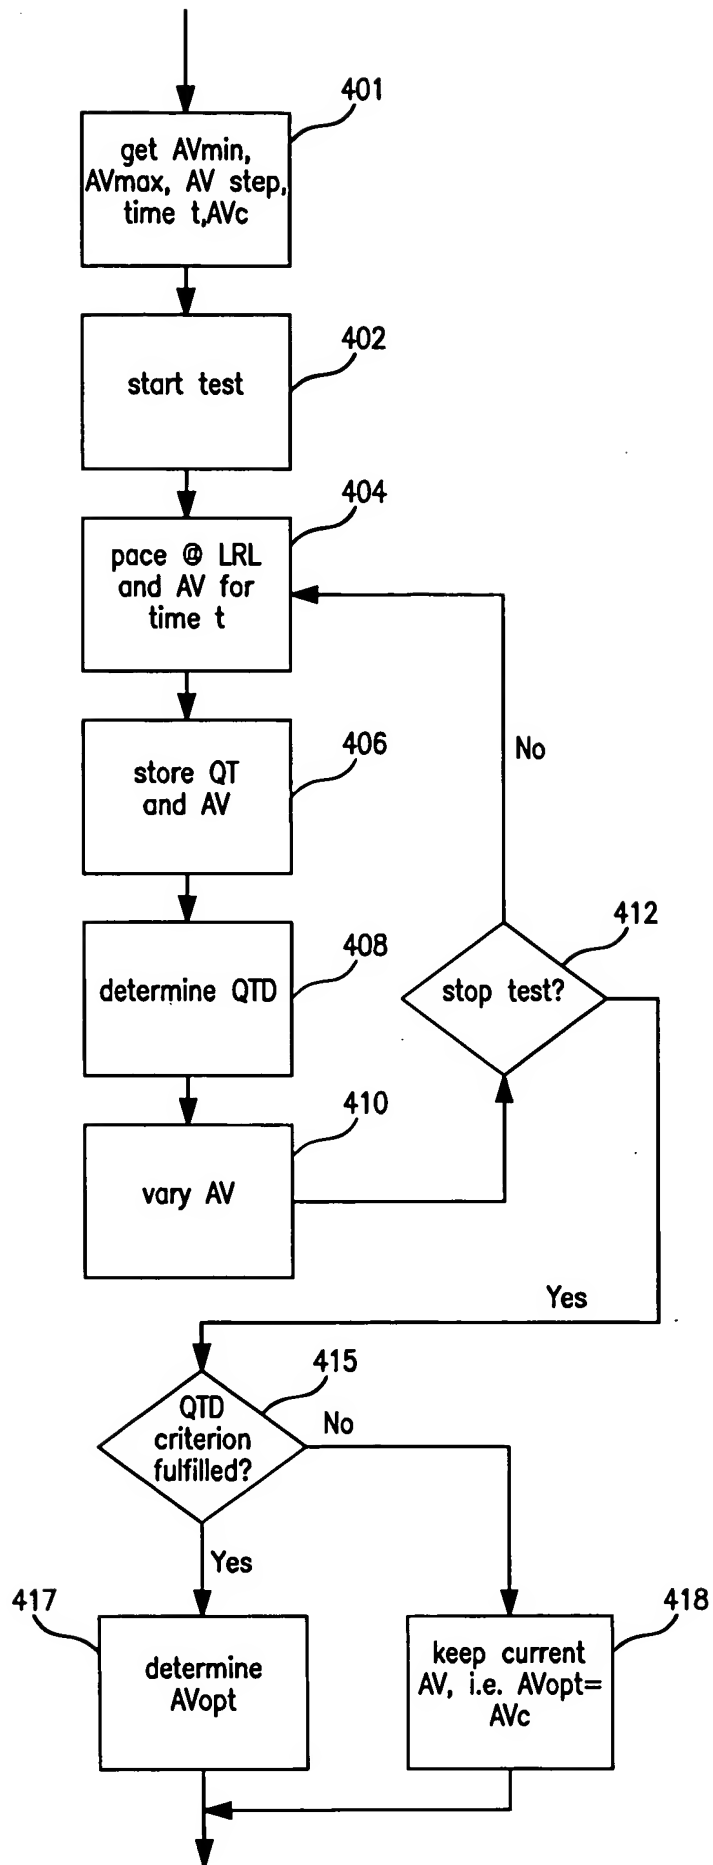 401
get AVmin,
AVmax, AV step,
time t,AVc
402
start test
404
pace @ LRL
and AV for
time t
No
406
store QT
and AV
412
stop test?
408
determine QTD
410
vary AV
Yes
415
QTD
criterion
fulfilled?
No
Yes
417
determine
AVopt
418
keep current
AV, i.e. AVopt=
AVc